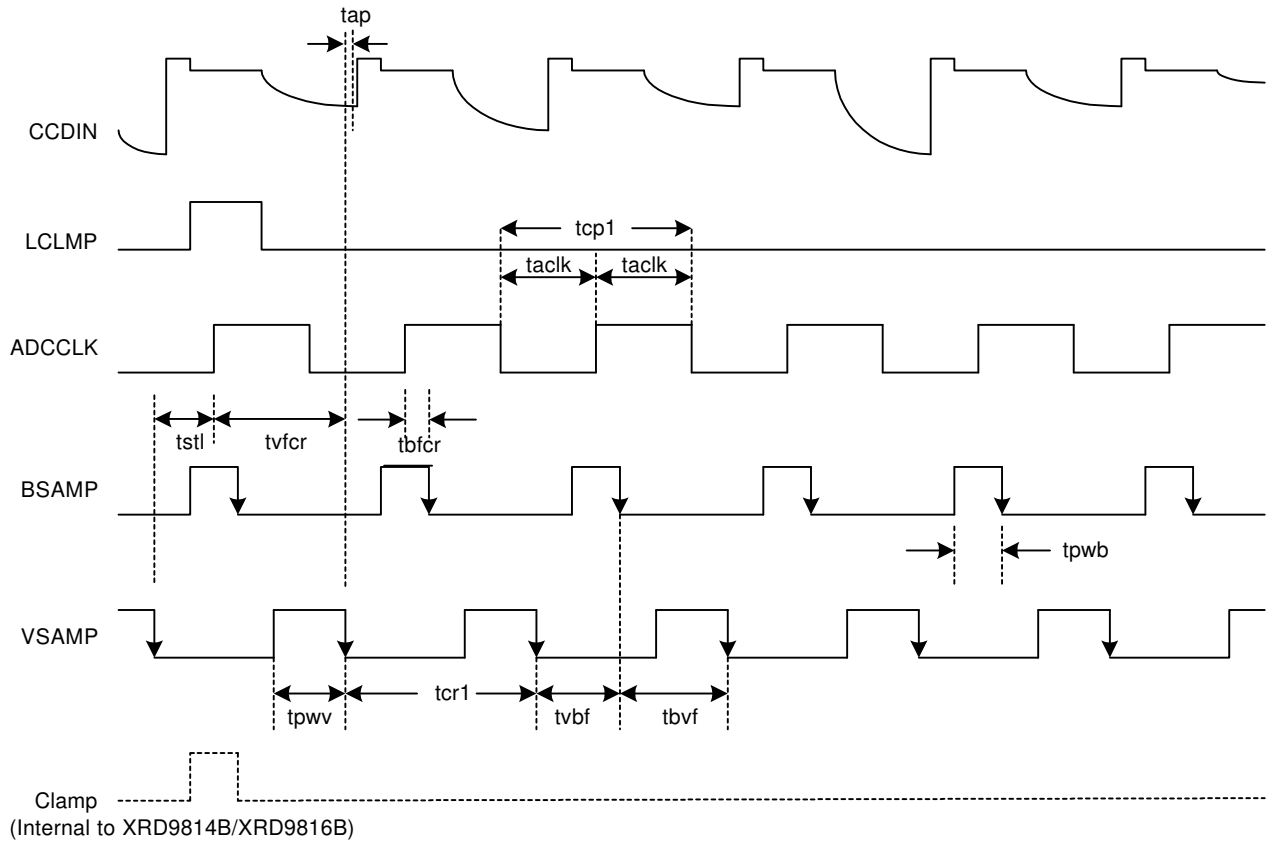 tap
CCDIN
LCLMP
tcp1
taclk taclk
ADCCLK
tstl tvfcr tbfcr
BSAMP
tpwb
VSAMP
tpwv tcr1 tvbf tbvf
Clamp
(Internal to XRD9814B/XRD9816B)